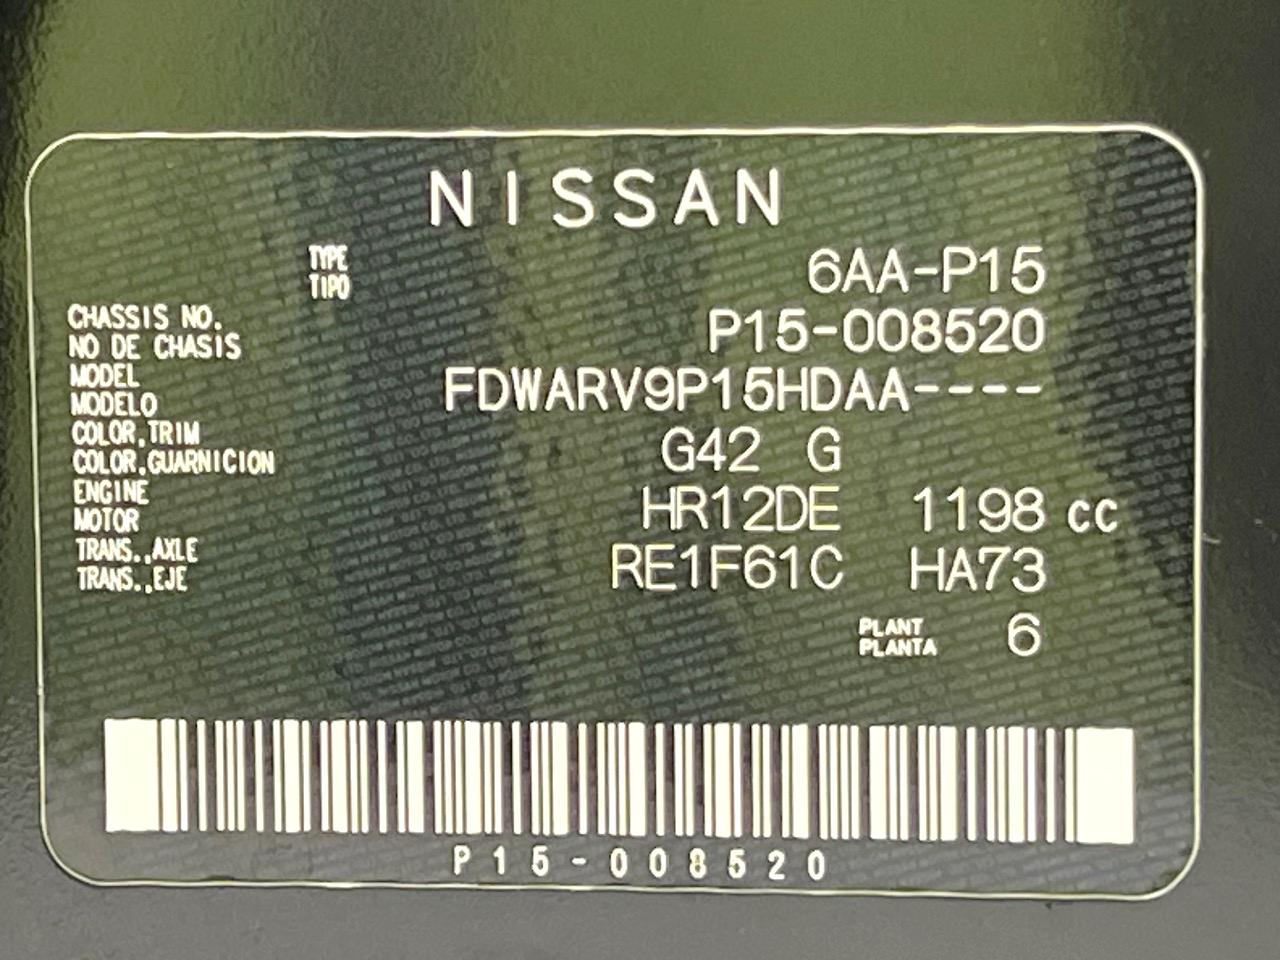 NISSAN
TYPE 6AA-P15
TIPO
CHASSIS NO. P15-008520
NO DE CHASIS
MODEL FDWARV9P15HDAA----
MODELO
COLOR,TRIM G42 G
COLOR,GUARNICION
ENGINE HR12DE 1198 cc
MOTOR
TRANS.,AXLE RE1F61C HA73
TRANS.,EJE
PLANT 6
PLANTA
P15-008520